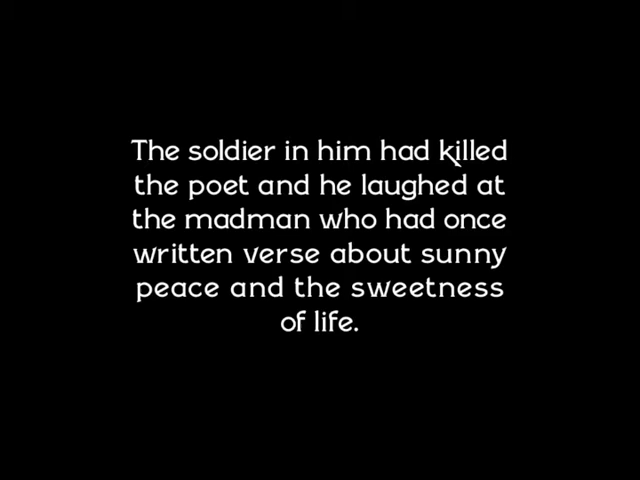 The soldier in him had killed
the poet and he laughed at
the madman who had once
written verse about sunny
peace and the sweetness
of life.